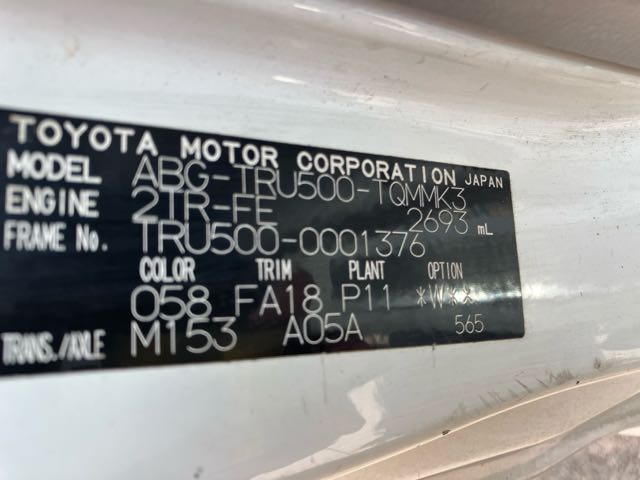 TOYOTA MOTOR CORPORATION JAPAN
MODEL ABG-TRU500-TQMMK3
ENGINE 2TR-FE 2693 mL
FRAME No. TRU500-0001376
COLOR TRIM PLANT OPTION
058 FA18 P11 *W**
TRANS./AXLE M153 A05A 565